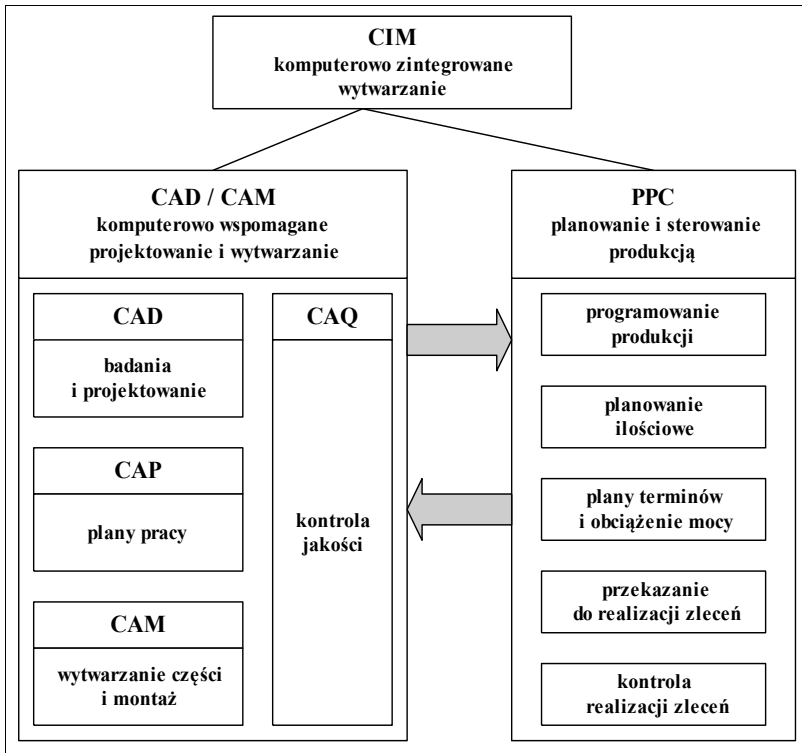 CIM
komputerowo zintegrowane
wytwarzanie
CAD / CAM
komputerowo wspomagane
projektowanie i wytwarzanie
CAD
badania
i projektowanie
CAP
plany pracy
CAM
wytwarzanie części
i montaż
CAQ
kontrola
jakości
PPC
planowanie i sterowanie
produkcją
programowanie
produkcji
planowanie
ilościowe
plany terminów
i obciążenie mocy
przekazanie
do realizacji zleceń
kontrola
realizacji zleceń